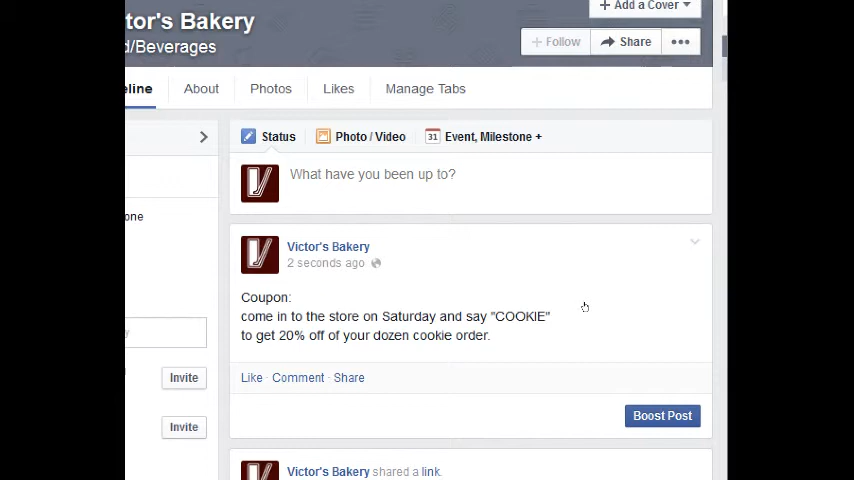 + Add a Cover
ctor's Bakery
d/Beverages
+ Follow
Share
eline
About
Photos
Likes
Manage Tabs
Status
Photo / Video
31
Event, Milestone +
What have you been up to?
one
Victor's Bakery
2 seconds ago
Coupon:
come in to the store on Saturday and say "COOKIE"
to get 20% off of your dozen cookie order.
Like · Comment · Share
Invite
Boost Post
Invite
Victor's Bakery shared a link.